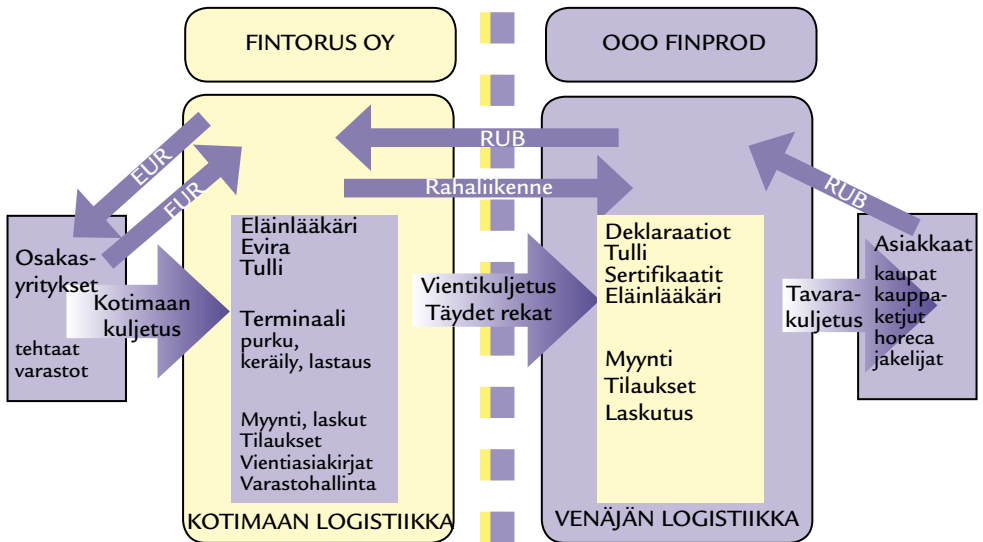 FINTORUS OY
OOO FINPROD
EUR
EUR
RUB
Rahaliikenne
RUB
Osakas-
yritykset
tehtaat
varastot
Kotimaan
kuljetus
Eläinlääkäri
Evira
Tulli
Terminaali
purku,
keräily, lastaus
Myynti, laskut
Tilaukset
Vientiasiakirjat
Varastohallinta
KOTIMAAN LOGISTIIKKA
Vientikuljetus
Täydet rekat
Deklaraatiot
Tulli
Sertifikaatit
Eläinlääkäri
Myynti
Tilaukset
Laskutus
VENÄJÄN LOGISTIIKKA
Tavara-
kuljetus
Asiakkaat
kaupat
kauppa-
ketjut
horeca
jakelijat